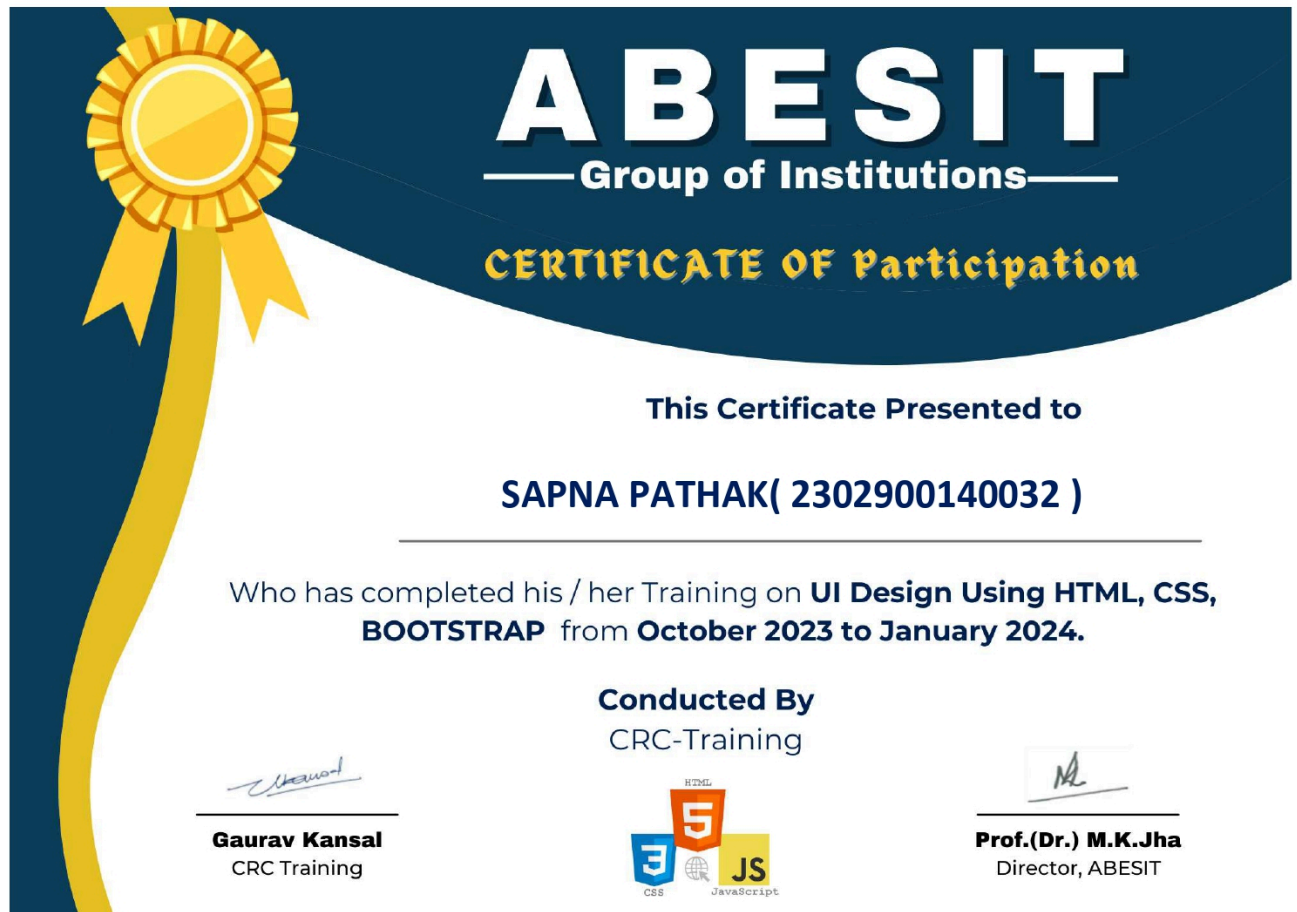 ABESIT
Group of Institutions
CERTIFICATE OF Participation
This Certificate Presented to
SAPNA PATHAK( 2302900140032 )
Who has completed his / her Training on UI Design Using HTML, CSS,
BOOTSTRAP from October 2023 to January 2024.
Conducted By
CRC-Training
Gaurav Kansal
CRC Training
HTML
5
3
JS
CSS
JavaScript
Prof.(Dr.) M.K.Jha
Director, ABESIT